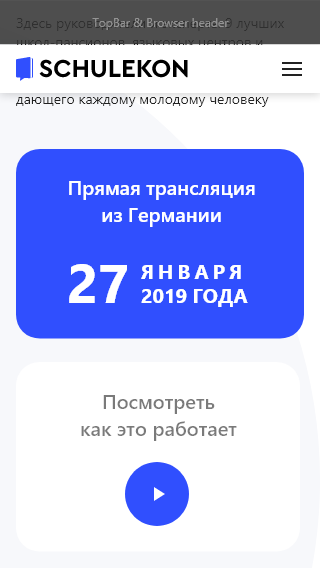 TopBar & Browser header
Здесь лучших
школ-пансионов, языковых центров и
SCHULEKON
дающего каждому молодому человеку
Прямая трансляция
из Германии
27 ЯНВАРЯ
2019 ГОДА
Посмотреть
как это работает